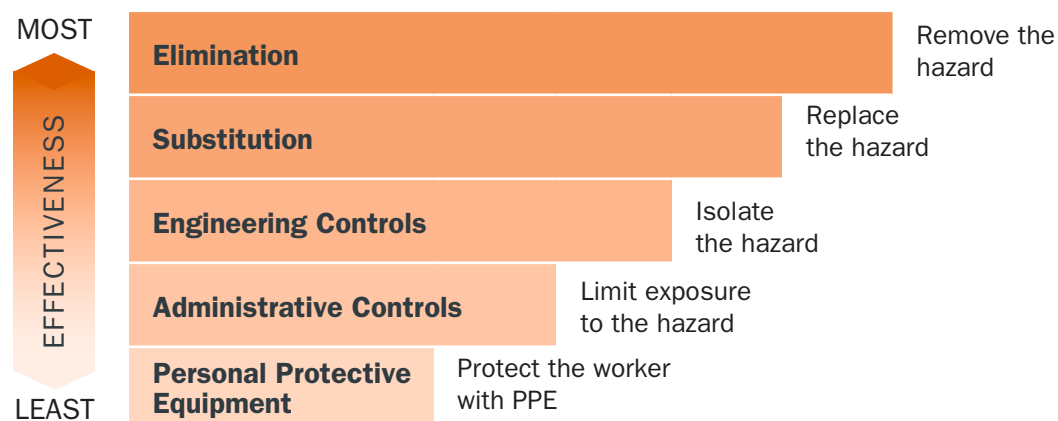 MOST
EFFECTIVENESS
LEAST
Elimination
Remove the
hazard
Substitution
Replace
the hazard
Engineering Controls
Isolate
the hazard
Administrative Controls
Limit exposure
to the hazard
Personal Protective
Equipment
Protect the worker
with PPE